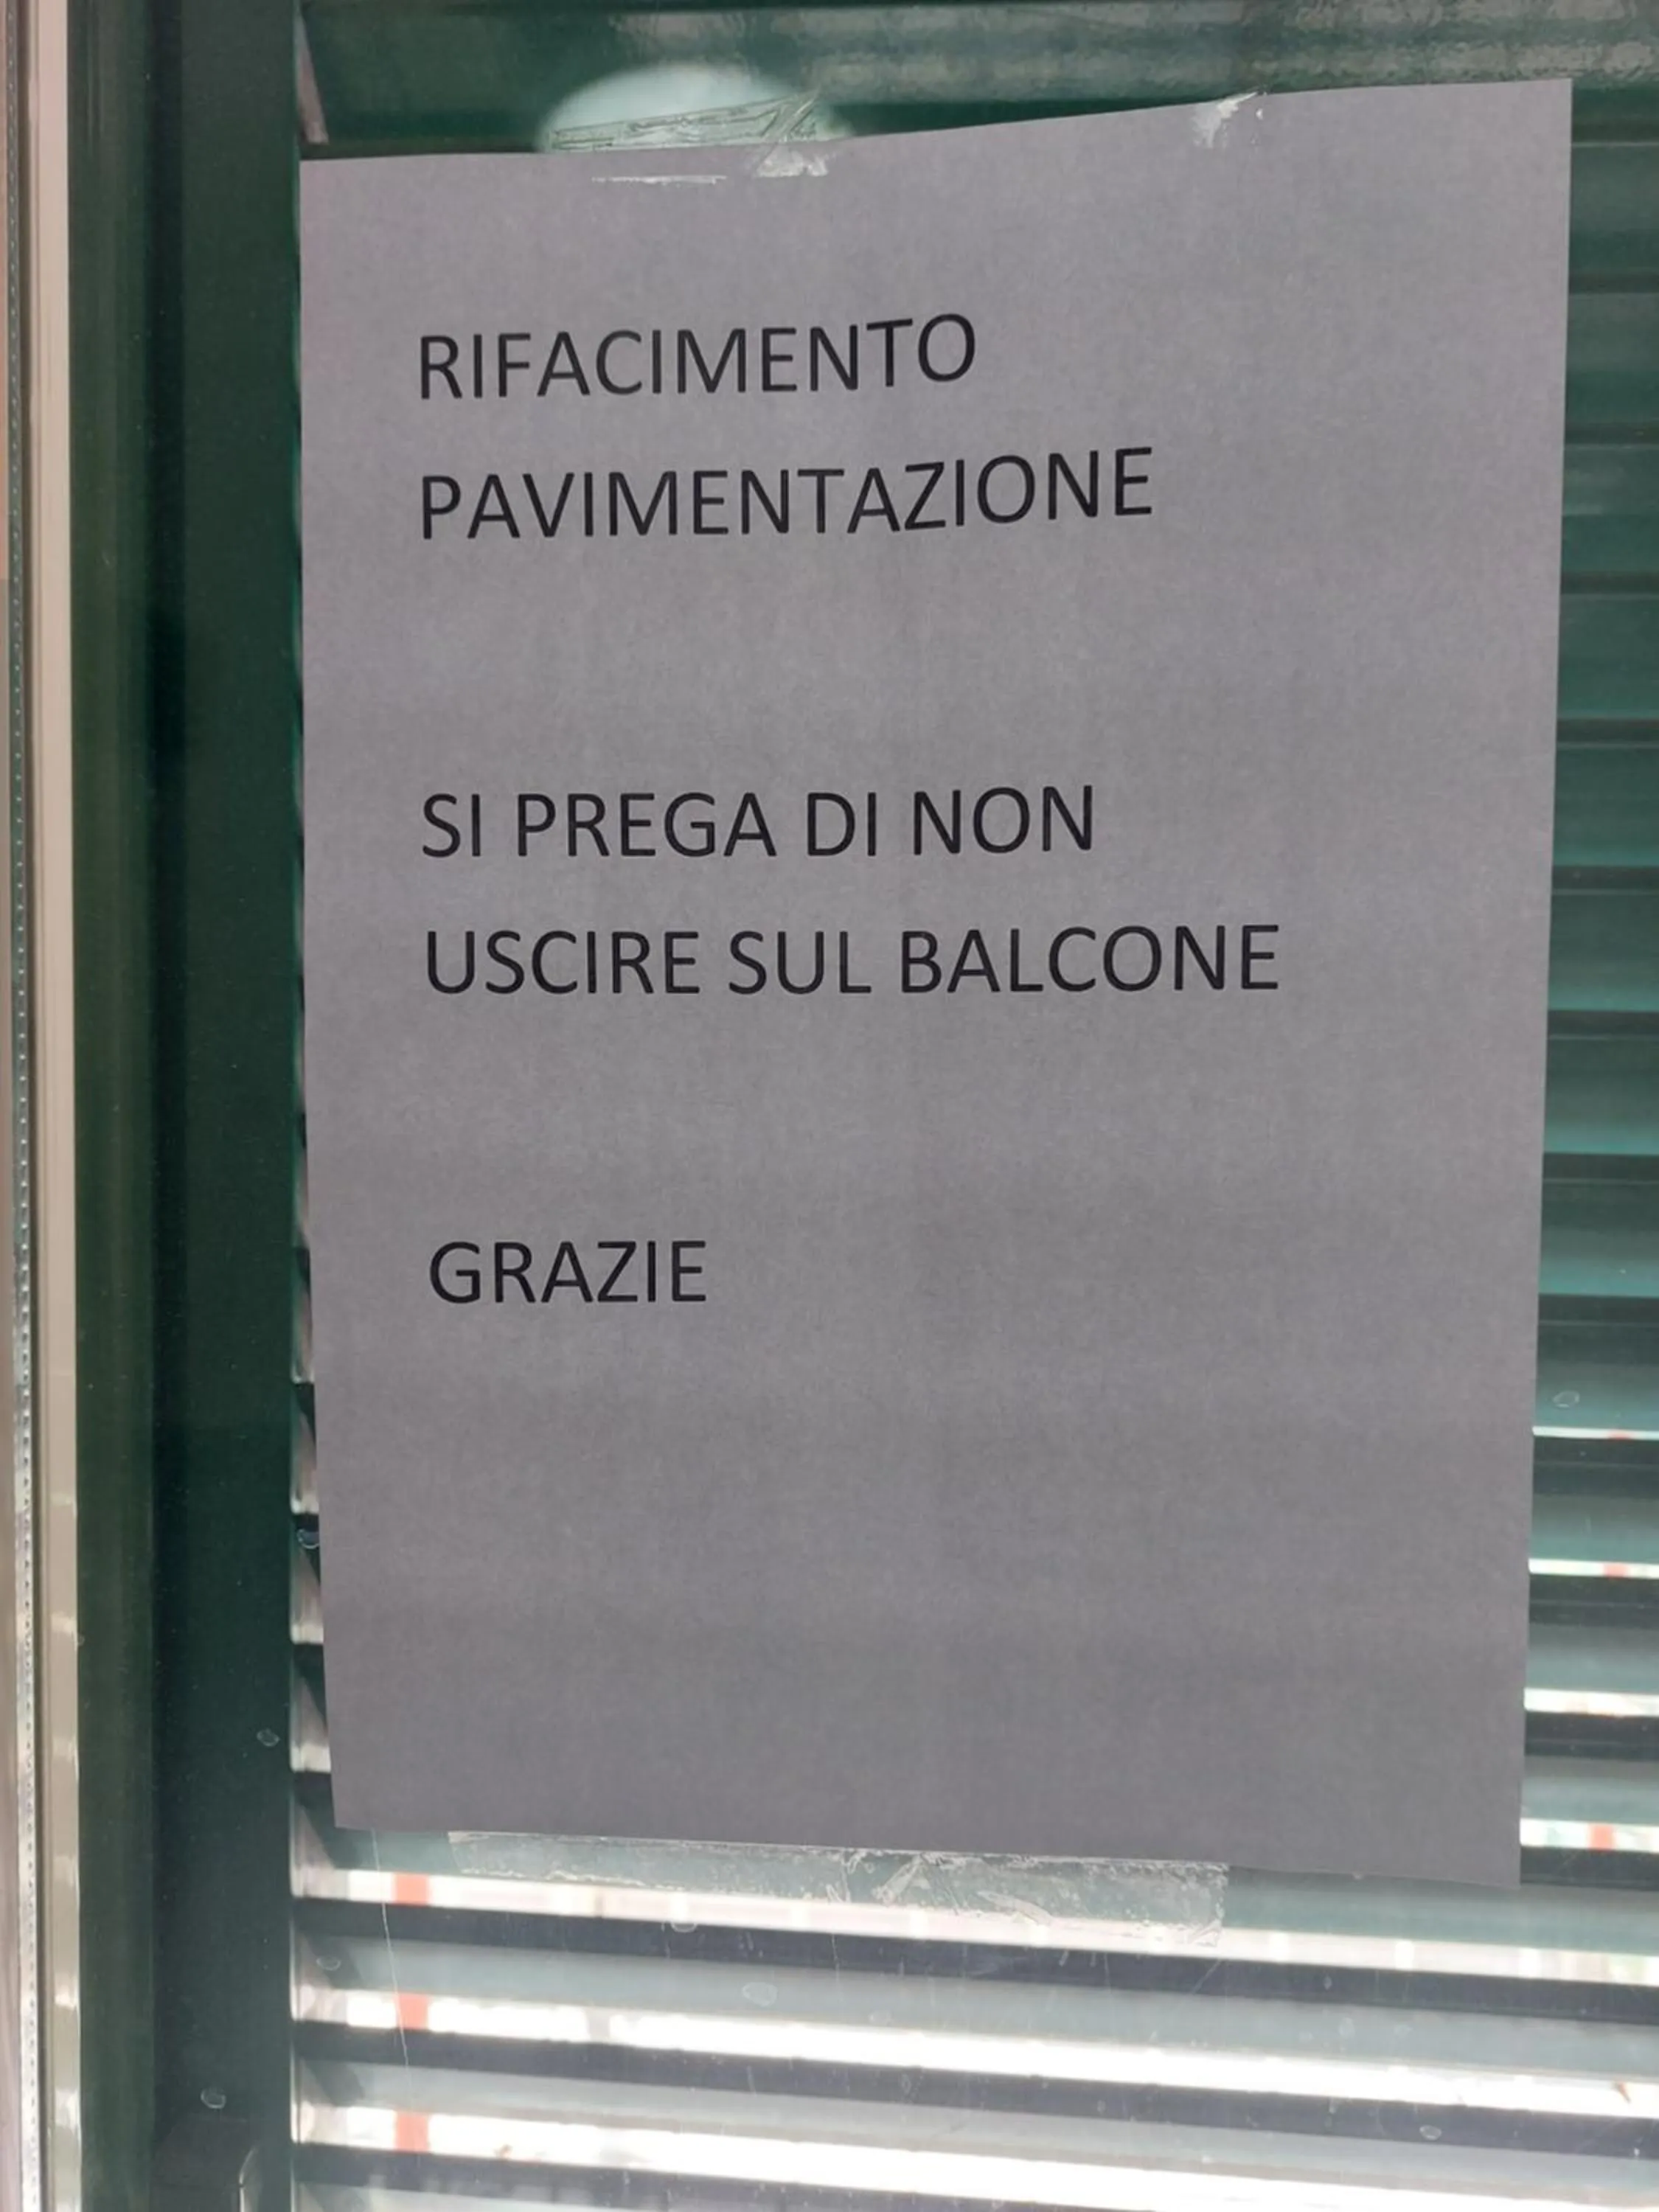 RIFACIMENTO
PAVIMENTAZIONE
SI PREGA DI NON
USCIRE SUL BALCONE
GRAZIE